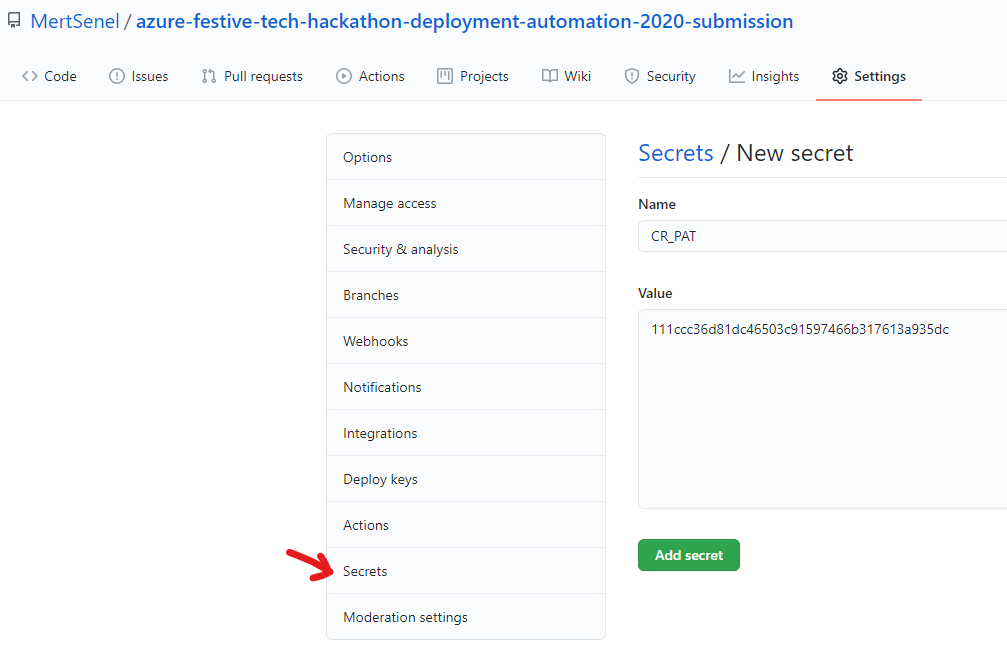 MertSenel / azure-festive-tech-hackathon-deployment-automation-2020-submission
Code Issues Pull requests Actions Projects Wiki Security Insights Settings
Options
Manage access
Security & analysis
Branches
Webhooks
Notifications
Integrations
Deploy keys
Actions
Secrets
Moderation settings
Secrets / New secret
Name
CR_PAT
Value
111ccc36d81dc46503c91597466b317613a935dc
Add secret